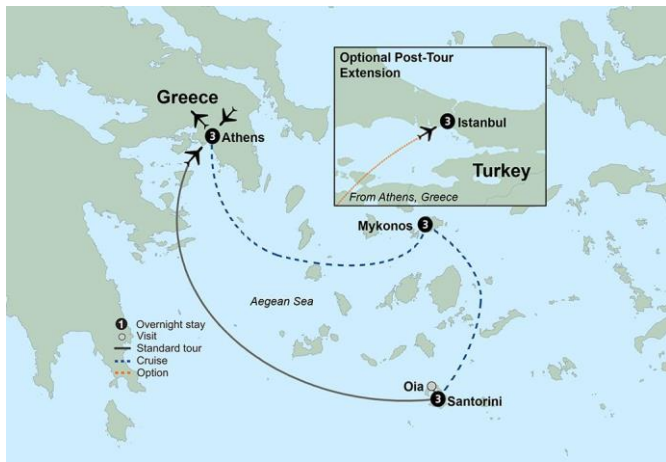 Optional Post-Tour
Extension
3 Istanbul
Turkey
From Athens, Greece
Greece
3 Athens
Mykonos 3
Aegean Sea
1 Overnight stay
Visit
Standard tour
Cruise
Option
Oia
3 Santorini